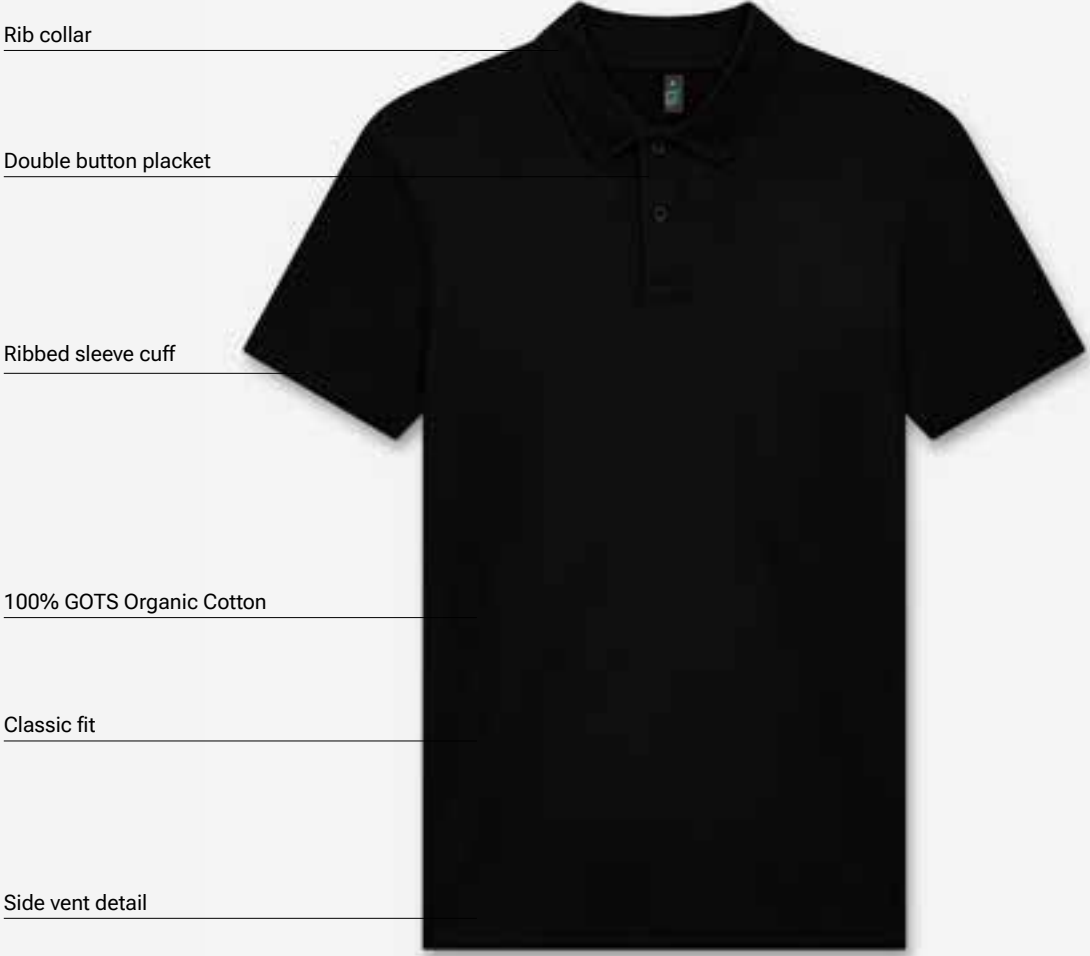 Rib collar
Double button placket
Ribbed sleeve cuff
100% GOTS Organic Cotton
Classic fit
Side vent detail